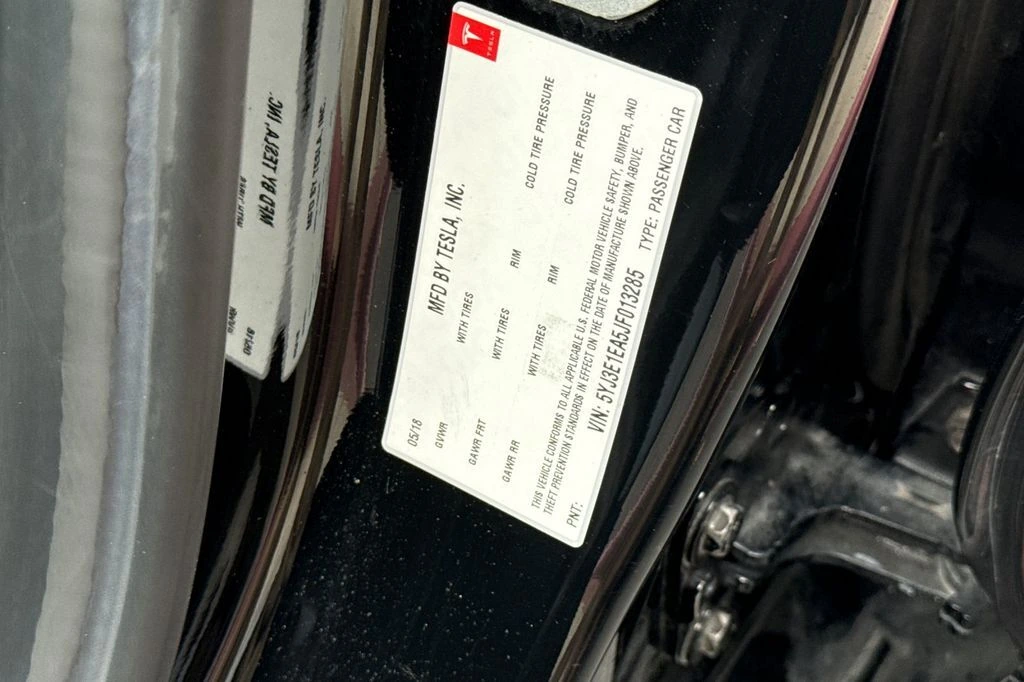 TESLA
MFD BY TESLA, INC.
05/18
GVWR WITH TIRES RIM COLD TIRE PRESSURE
GAWR FRT WITH TIRES RIM COLD TIRE PRESSURE
GAWR RR WITH TIRES
THIS VEHICLE CONFORMS TO ALL APPLICABLE U.S. FEDERAL MOTOR VEHICLE SAFETY, BUMPER, AND
THEFT PREVENTION STANDARDS IN EFFECT ON THE DATE OF MANUFACTURE SHOWN ABOVE.
VIN: 5YJ3E1EA5JF013285 TYPE: PASSENGER CAR
PNT:
MFD BY TESLA, INC.
MFD BY TESLA, INC.
05/18